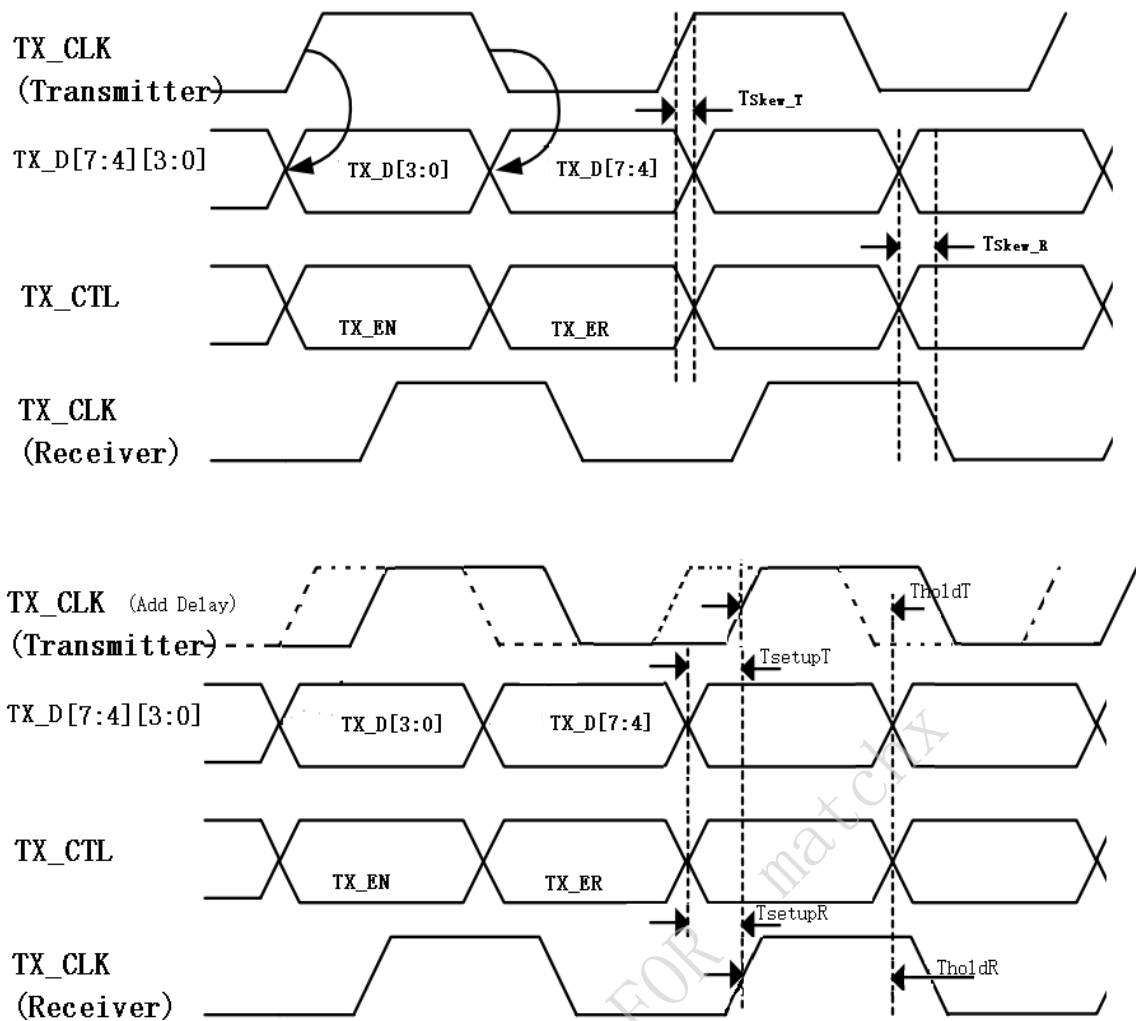 TX_CLK
(Transmitter)
TSkew_T
TX_D[7:4][3:0]
TX_D[3:0]
TX_D[7:4]
TSkew_R
TX_CTL
TX_EN
TX_ER
TX_CLK
(Receiver)
TX_CLK (Add Delay)
(Transmitter)
TholdT
TsetupT
TX_D[7:4][3:0]
TX_D[3:0]
TX_D[7:4]
TX_CTL
TX_EN
TX_ER
TsetupR
TX_CLK
(Receiver)
TholdR
FOR matchx